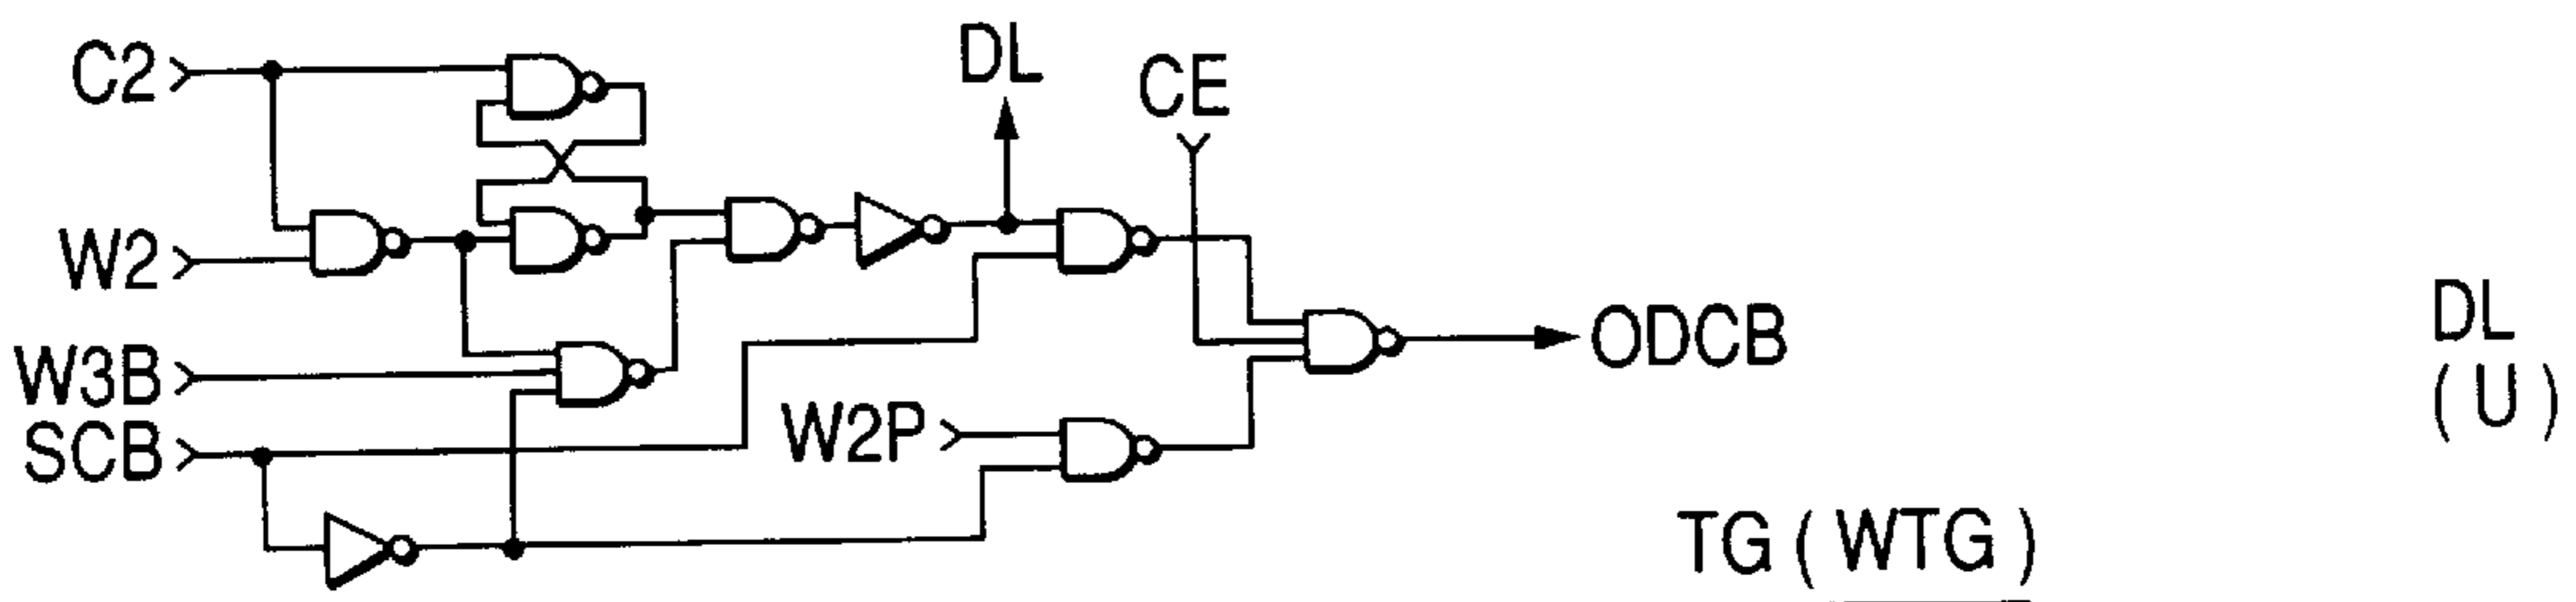 C2
DL
CE
W2
W3B
SCB
W2P
ODCB
DL
( U )
TG ( WTG )